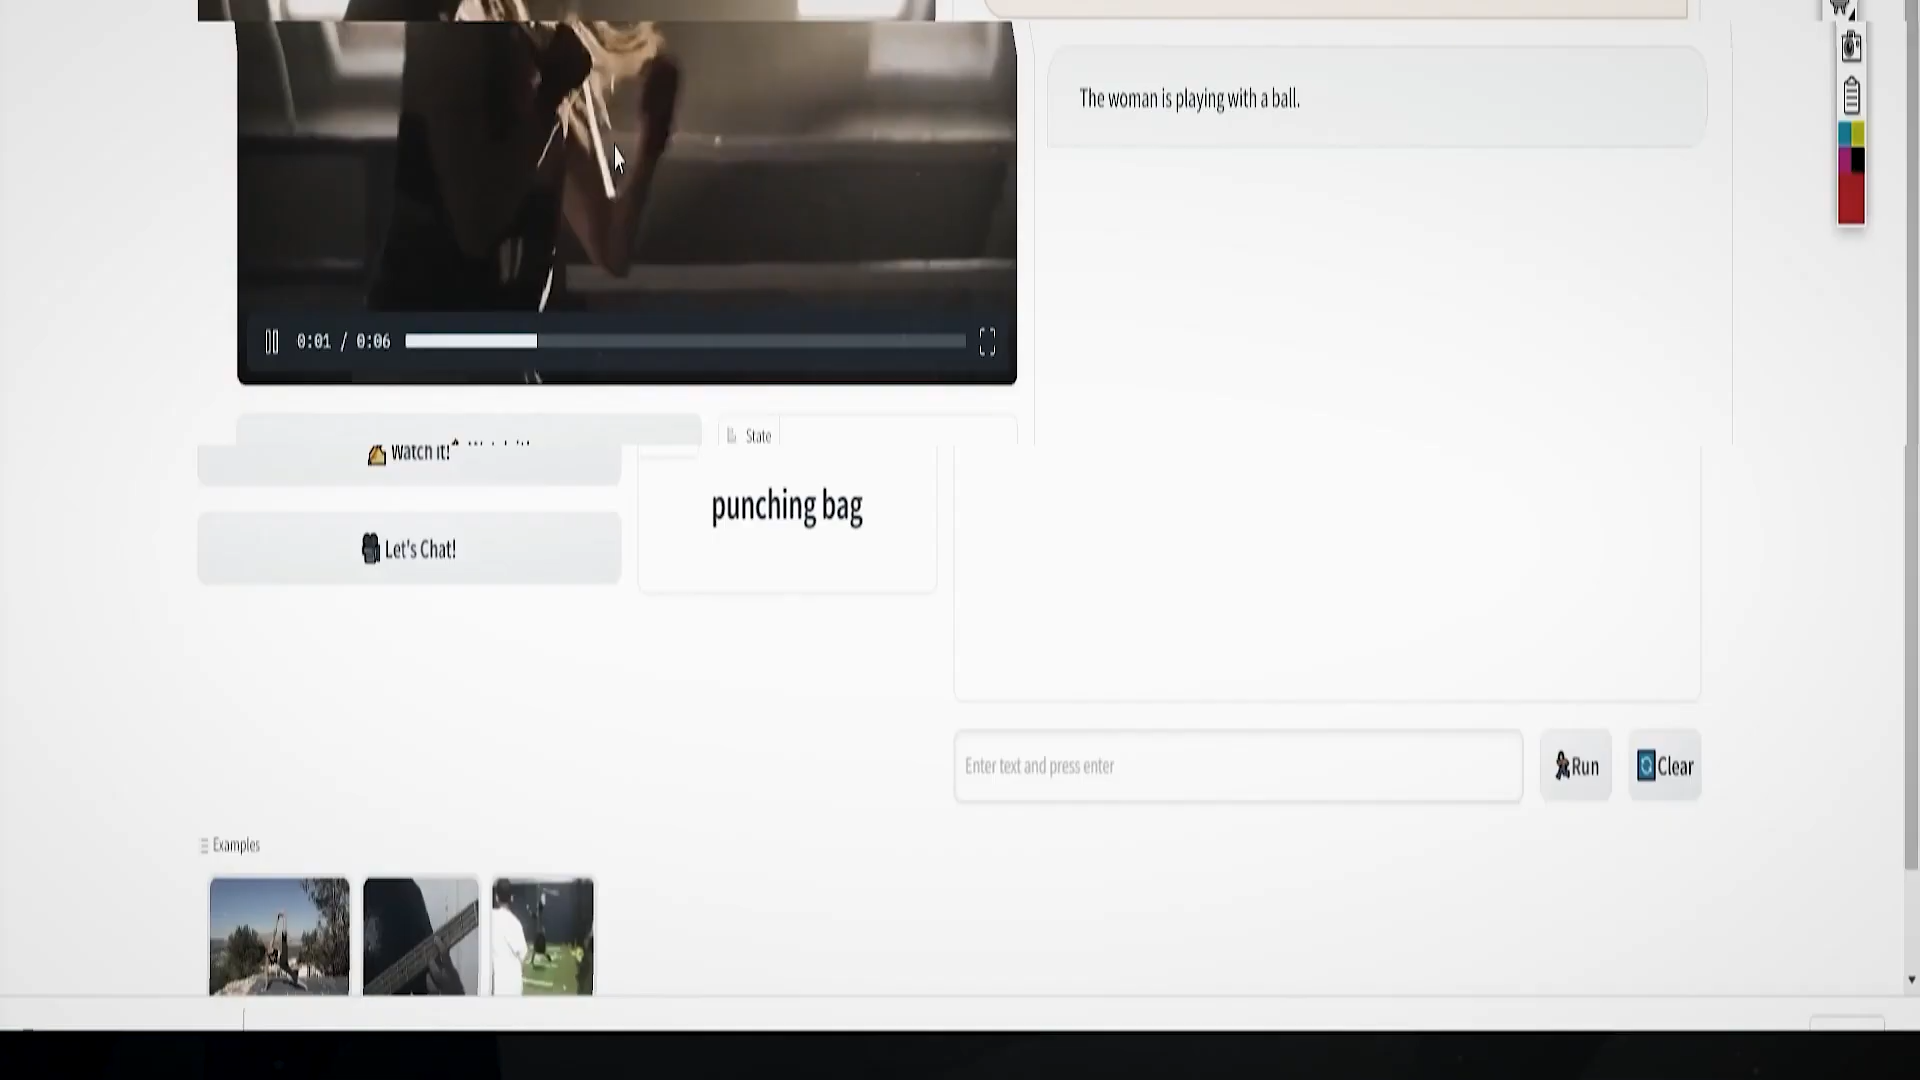 The woman is playing with a ball.
0:01 / 0:06
Watch it!
State
punching bag
Let's Chat!
Enter text and press enter
Run
Clear
Examples